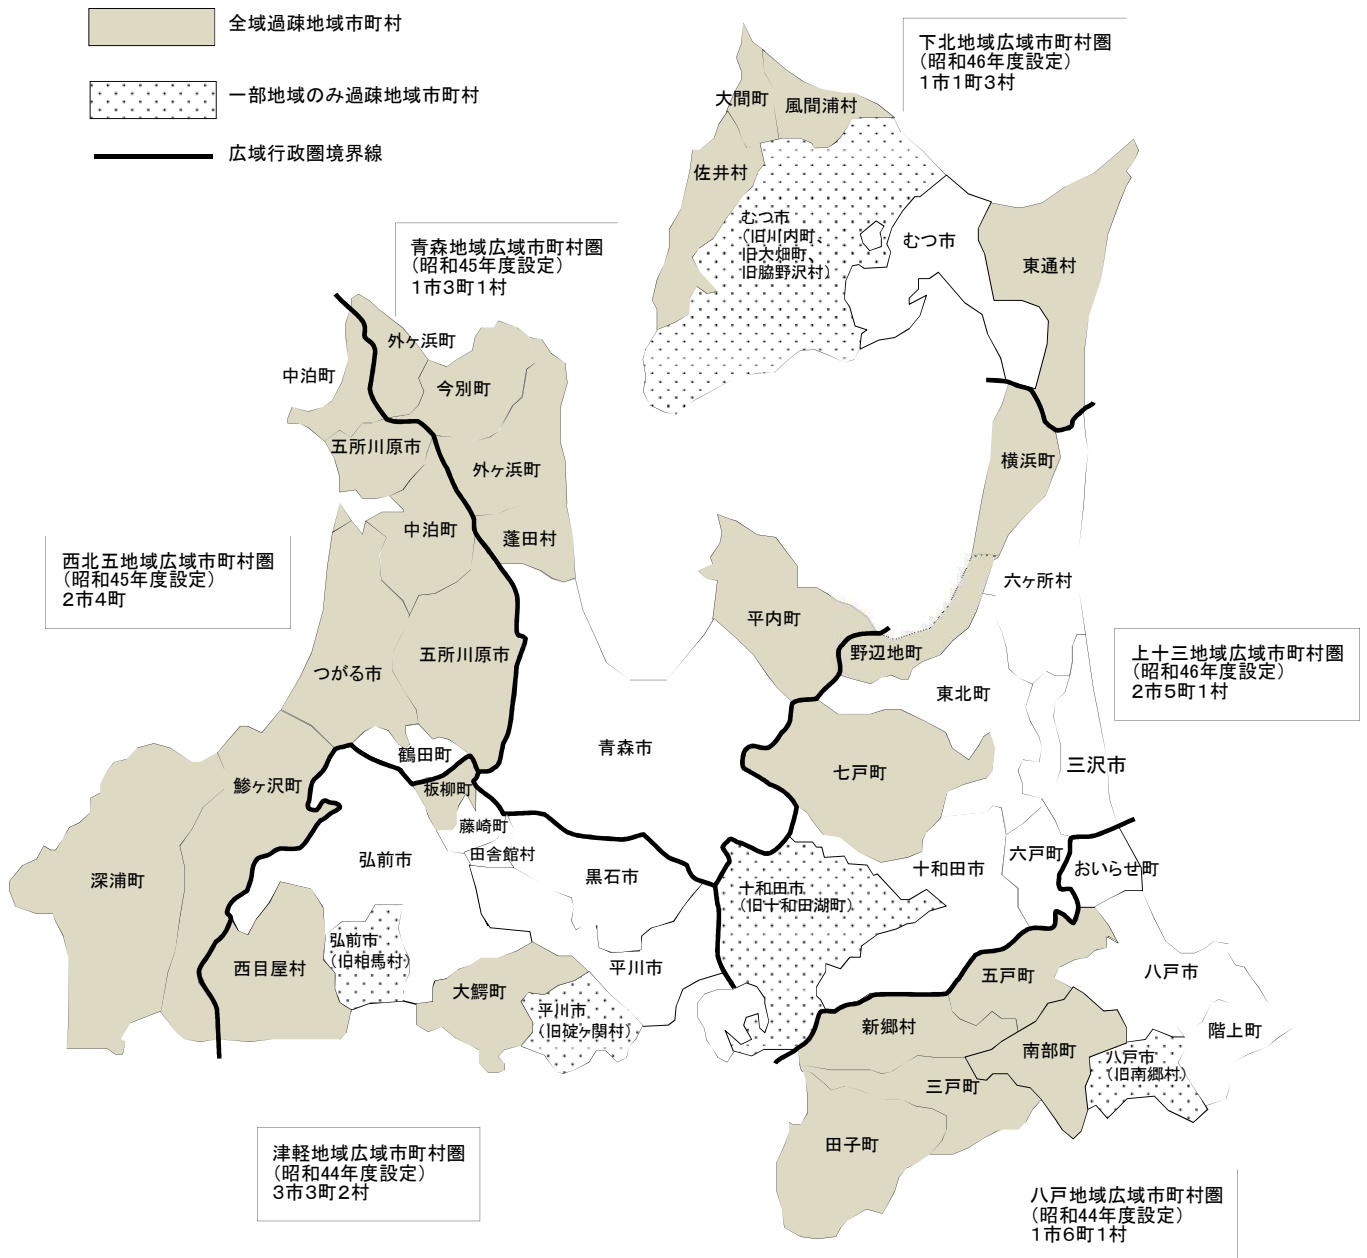 全域過疎地域市町村
一部地域のみ過疎地域市町村
広域行政圏境界線
下北地域広域市町村圏
(昭和46年度設定)
1市1町3村
大間町
風間浦村
佐井村
むつ市
(旧川内町、
旧大畑町、
旧脇野沢村)
むつ市
東通村
青森地域広域市町村圏
(昭和45年度設定)
1市3町1村
外ヶ浜町
中泊町
今別町
五所川原市
外ヶ浜町
横浜町
中泊町
蓬田村
西北五地域広域市町村圏
(昭和45年度設定)
2市4町
六ヶ所村
平内町
野辺地町
五所川原市
つがる市
上十三地域広域市町村圏
(昭和46年度設定)
2市5町1村
東北町
青森市
鶴田町
七戸町
三沢市
鰺ヶ沢町
板柳町
藤崎町
田舎館村
弘前市
黒石市
六戸町
おいらせ町
十和田市
深浦町
十和田市
(旧十和田湖町)
弘前市
(旧相馬村)
西目屋村
平川市
五戸町
八戸市
大鰐町
平川市
(旧碇ヶ関村)
新郷村
南部町
階上町
八戸市
(旧南郷村)
三戸町
田子町
津軽地域広域市町村圏
(昭和44年度設定)
3市3町2村
八戸地域広域市町村圏
(昭和44年度設定)
1市6町1村